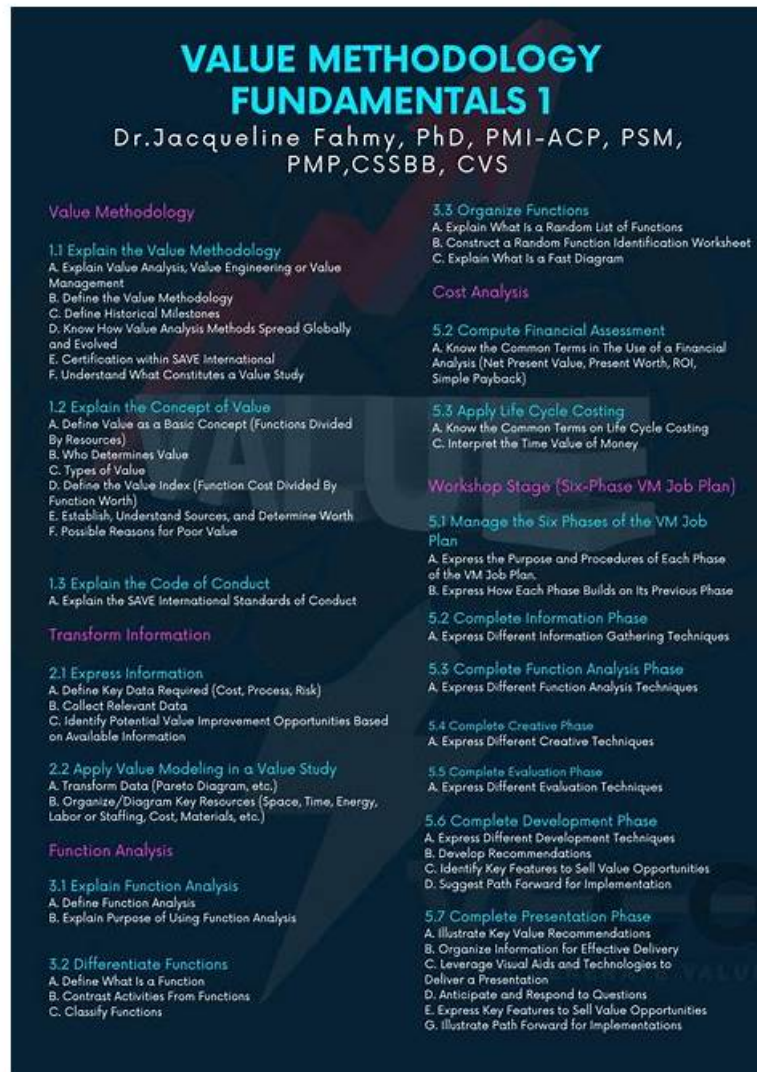 VALUE METHODOLOGY
FUNDAMENTALS 1
Dr.Jacqueline Fahmy, PhD, PMI-ACP, PSM,
PMP,CSSBB, CVS
Value Methodology
1.1 Explain the Value Methodology
A. Explain Value Analysis, Value Engineering or Value
Management
B. Define the Value Methodology
C. Define Historical Milestones
D. Know How Value Analysis Methods Spread Globally
and Evolved
E. Certification within SAVE International
F. Understand What Constitutes a Value Study
1.2 Explain the Concept of Value
A. Define Value as a Basic Concept (Functions Divided
By Resources)
B. Who Determines Value
C. Types of Value
D. Define the Value Index (Function Cost Divided By
Function Worth)
E. Establish, Understand Sources, and Determine Worth
F. Possible Reasons for Poor Value
1.3 Explain the Code of Conduct
A. Explain the SAVE International Standards of Conduct
Transform Information
2.1 Express Information
A. Define Key Data Required (Cost, Process, Risk)
B. Collect Relevant Data
C. Identify Potential Value Improvement Opportunities Based
on Available Information
2.2 Apply Value Modeling in a Value Study
A. Transform Data (Pareto Diagram, etc.)
B. Organize/Diagram Key Resources (Space, Time, Energy,
Labor or Staffing, Cost, Materials, etc.)
Function Analysis
3.1 Explain Function Analysis
A. Define Function Analysis
B. Explain Purpose of Using Function Analysis
3.2 Differentiate Functions
A. Define What Is a Function
B. Contrast Activities From Functions
C. Classify Functions
3.3 Organize Functions
A. Explain What Is a Random List of Functions
B. Construct a Random Function Identification Worksheet
C. Explain What Is a Fast Diagram
Cost Analysis
5.2 Compute Financial Assessment
A. Know the Common Terms in The Use of a Financial
Analysis (Net Present Value, Present Worth, ROI,
Simple Payback)
5.3 Apply Life Cycle Costing
A. Know the Common Terms on Life Cycle Costing
C. Interpret the Time Value of Money
Workshop Stage (Six-Phase VM Job Plan)
5.1 Manage the Six Phases of the VM Job
Plan
A. Express the Purpose and Procedures of Each Phase
of the VM Job Plan.
B. Express How Each Phase Builds on Its Previous Phase
5.2 Complete Information Phase
A. Express Different Information Gathering Techniques
5.3 Complete Function Analysis Phase
A. Express Different Function Analysis Techniques
5.4 Complete Creative Phase
A. Express Different Creative Techniques
5.5 Complete Evaluation Phase
A. Express Different Evaluation Techniques
5.6 Complete Development Phase
A. Express Different Development Techniques
B. Develop Recommendations
C. Identify Key Features to Sell Value Opportunities
D. Suggest Path Forward for Implementation
5.7 Complete Presentation Phase
A. Illustrate Key Value Recommendations
B. Organize Information for Effective Delivery
C. Leverage Visual Aids and Technologies to
Deliver a Presentation
D. Anticipate and Respond to Questions
E. Express Key Features to Sell Value Opportunities
G. Illustrate Path Forward for Implementations
VALUE